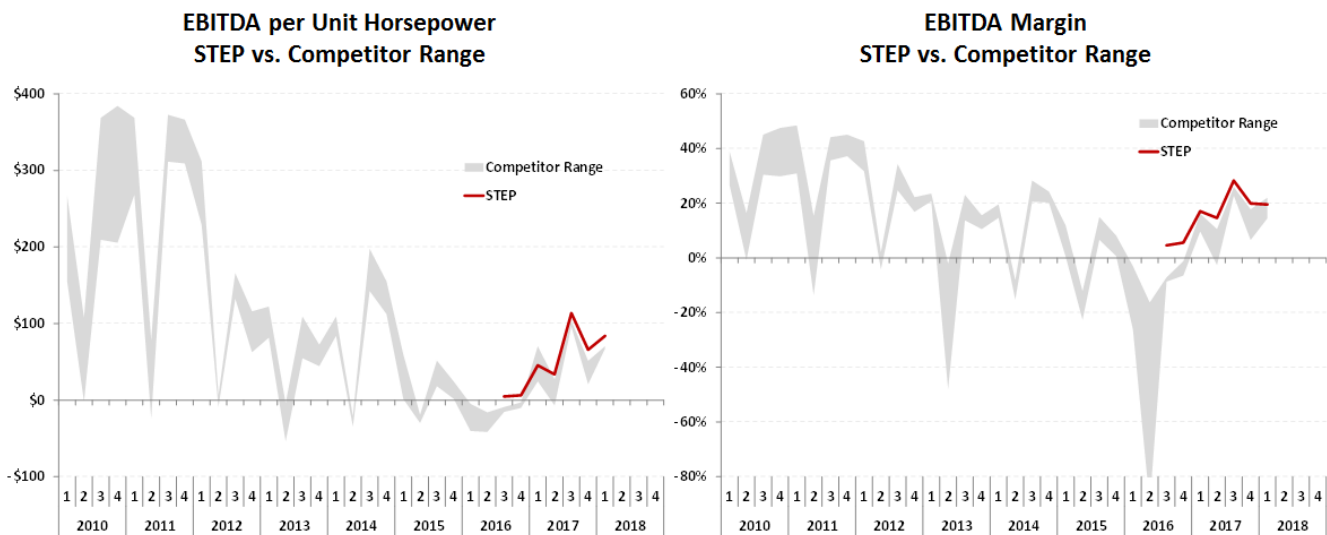 EBITDA per Unit Horsepower
STEP vs. Competitor Range
$400
$300
$200
$100
$0
-$100
Competitor Range
STEP
1 2 3 4 1 2 3 4 1 2 3 4 1 2 3 4 1 2 3 4 1 2 3 4 1 2 3 4 1 2 3 4 1 2 3 4
2010 2011 2012 2013 2014 2015 2016 2017 2018
EBITDA Margin
STEP vs. Competitor Range
60%
40%
20%
0%
-20%
-40%
-60%
-80%
Competitor Range
STEP
1 2 3 4 1 2 3 4 1 2 3 4 1 2 3 4 1 2 3 4 1 2 3 4 1 2 3 4 1 2 3 4 1 2 3 4
2010 2011 2012 2013 2014 2015 2016 2017 2018